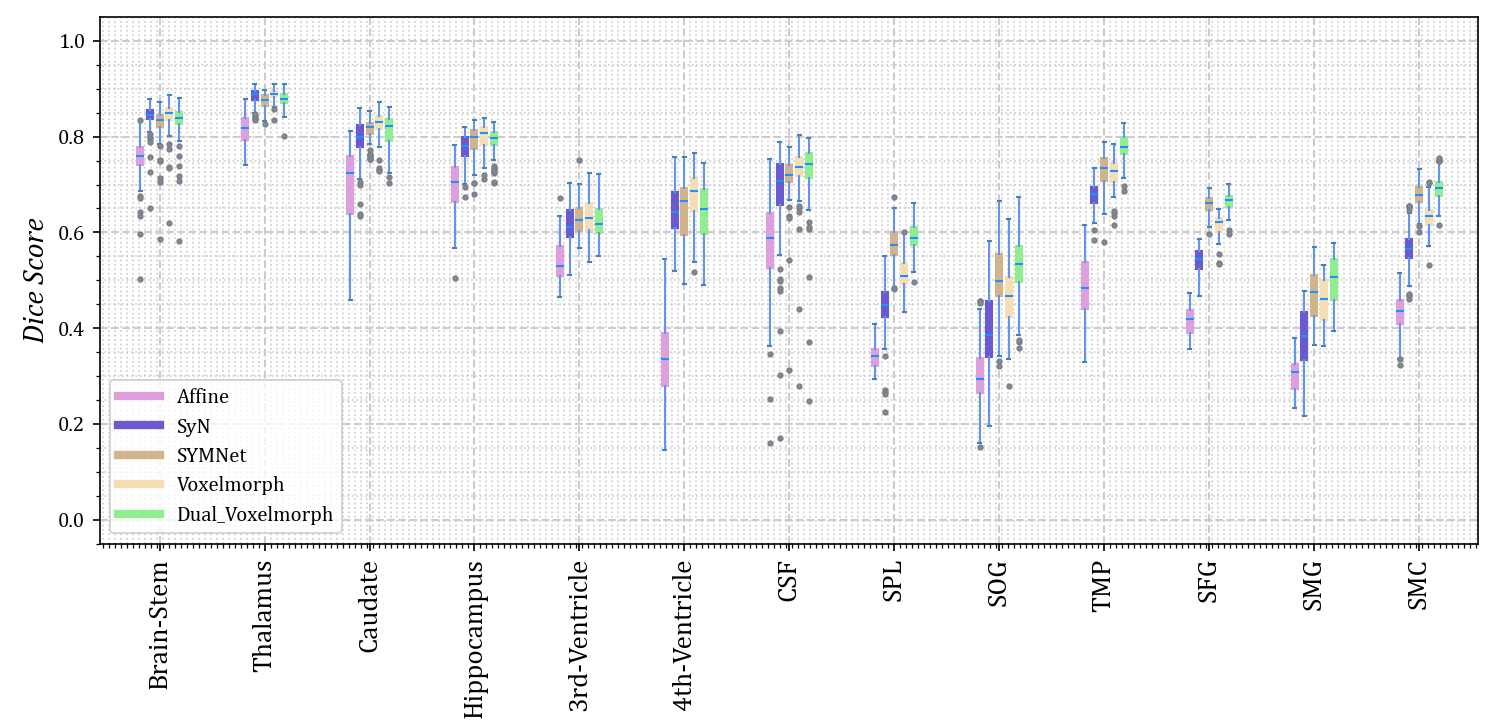 Dice Score
1.0
0.8
0.6
0.4
0.2
0.0
Affine
SyN
SYMNet
Voxelmorph
Dual_Voxelmorph
Brain-Stem
Thalamus
Caudate
Hippocampus
3rd-Ventricle
4th-Ventricle
CSF
SPL
SOG
TMP
SFG
SMG
SMC